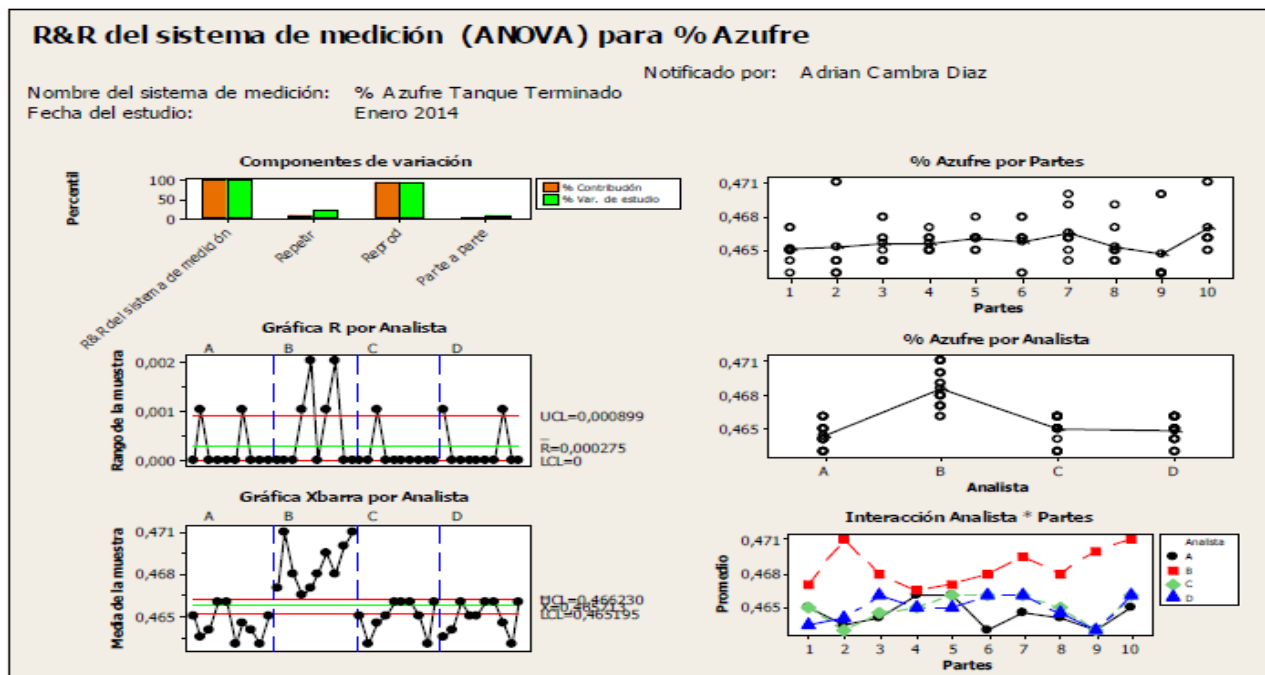 R&R del sistema de medición (ANOVA) para % Azufre
Notificado por: Adrian Cambra Diaz
Nombre del sistema de medición: % Azufre Tanque Terminado
Fecha del estudio: Enero 2014
Componentes de variación
Percentil
100
50
0
% Contribución
% Var. de estudio
R&R del sistema de medición
Repetir
Reprod
Parte a Parte
Gráfica R por Analista
A B C D
Rango de la muestra
0,002
0,001
0,000
UCL=0,000899
R=0,000275
LCL=0
Gráfica Xbarra por Analista
A B C D
Media de la muestra
0,471
0,468
0,465
UCL=0,466230
X=0,465713
LCL=0,465195
% Azufre por Partes
0,471
0,468
0,465
1 2 3 4 5 6 7 8 9 10
Partes
% Azufre por Analista
0,471
0,468
0,465
A B C D
Analista
Interacción Analista * Partes
Promedio
0,471
0,468
0,465
1 2 3 4 5 6 7 8 9 10
Partes
Analista
A
B
C
D